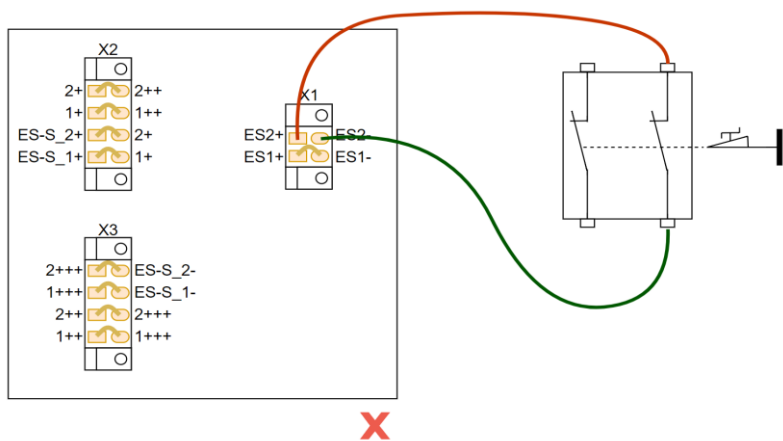 X2
2+ 2++
1+ 1++
ES-S_2+ 2+
ES-S_1+ 1+
X1
ES2+ ES2-
ES1+ ES1-
X3
2+++ ES-S_2-
1+++ ES-S_1-
2++ 2+++
1++ 1+++